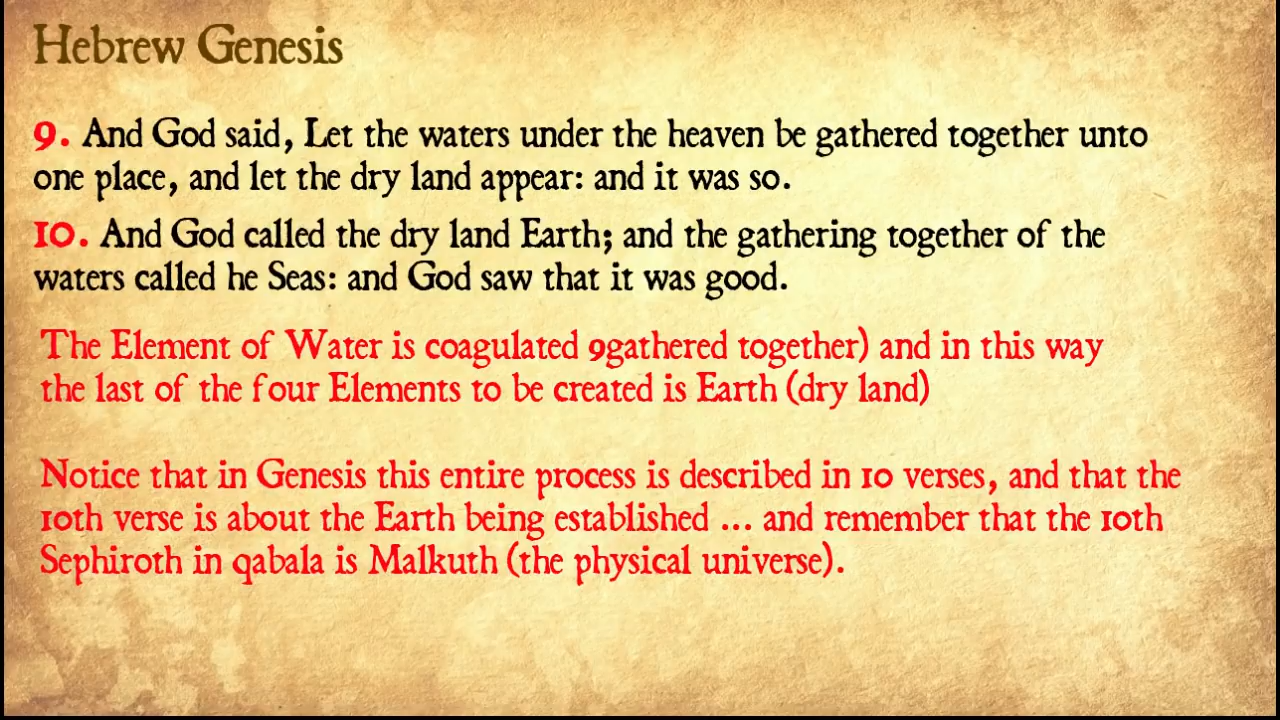 Hebrew Genesis
9. And God said, Let the waters under the heaven be gathered together unto
one place, and let the dry land appear: and it was so.
10. And God called the dry land Earth; and the gathering together of the
waters called he Seas: and God saw that it was good.
The Element of Water is coagulated 9gathered together) and in this way
the last of the four Elements to be created is Earth (dry land)
Notice that in Genesis this entire process is described in 10 verses, and that the
10th verse is about the Earth being established ... and remember that the 10th
Sephiroth in qabala is Malkuth (the physical universe).